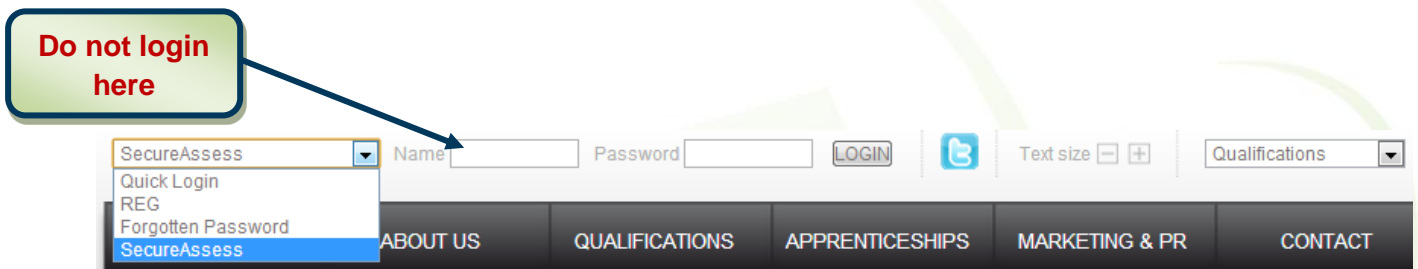 Do not login
here
SecureAssess Name Password LOGIN Text size Qualifications
Quick Login
REG
Forgotten Password
SecureAssess
ABOUT US QUALIFICATIONS APPRENTICESHIPS MARKETING & PR CONTACT